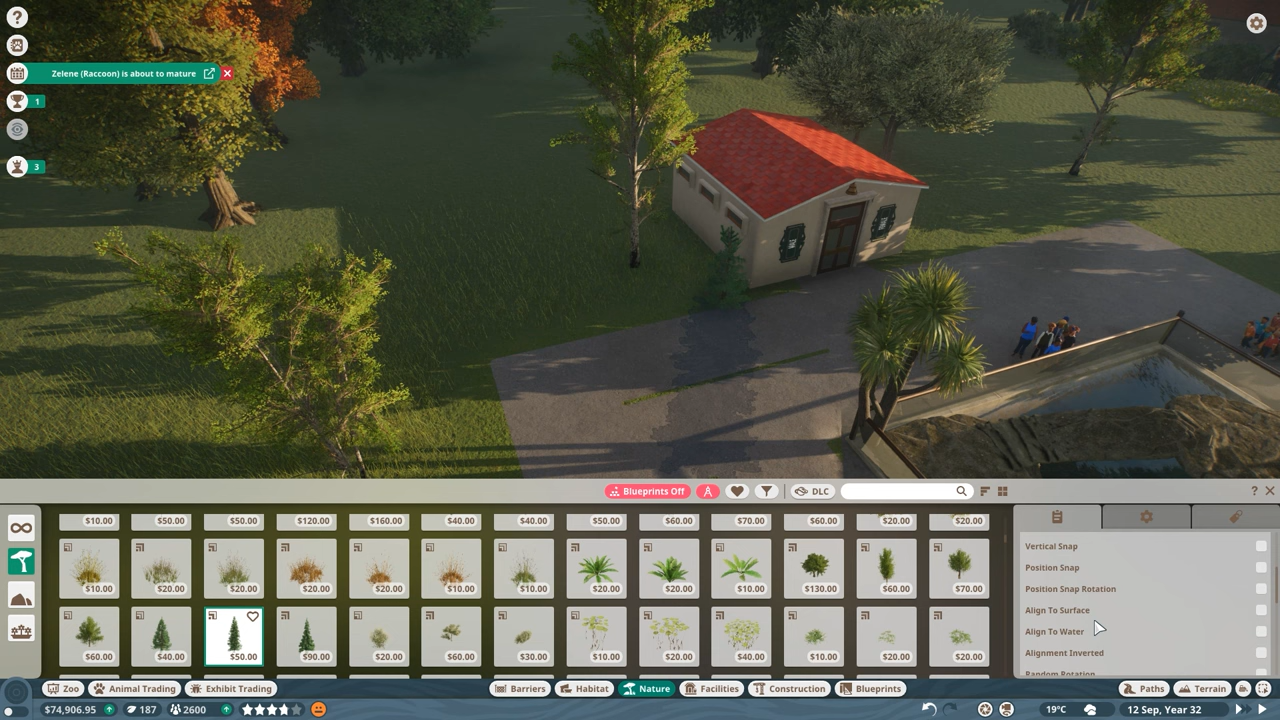 ?
Zelene (Raccoon) is about to mature
1
3
Blueprints Off
DLC
?
$10.00 $50.00 $50.00 $120.00 $160.00 $40.00 $40.00 $50.00 $60.00 $70.00 $60.00 $20.00 $20.00
$10.00 $20.00 $20.00 $20.00 $20.00 $10.00 $10.00 $20.00 $20.00 $10.00 $130.00 $60.00 $70.00
$60.00 $40.00 $50.00 $90.00 $20.00 $60.00 $30.00 $10.00 $20.00 $40.00 $10.00 $20.00 $20.00
Vertical Snap
Position Snap
Position Snap Rotation
Align To Surface
Align To Water
Alignment Inverted
Random Rotation
Zoo Animal Trading Exhibit Trading Barriers Habitat Nature Facilities Construction Blueprints Paths Terrain
$74,906.95 187 2600 19°C 12 Sep, Year 32